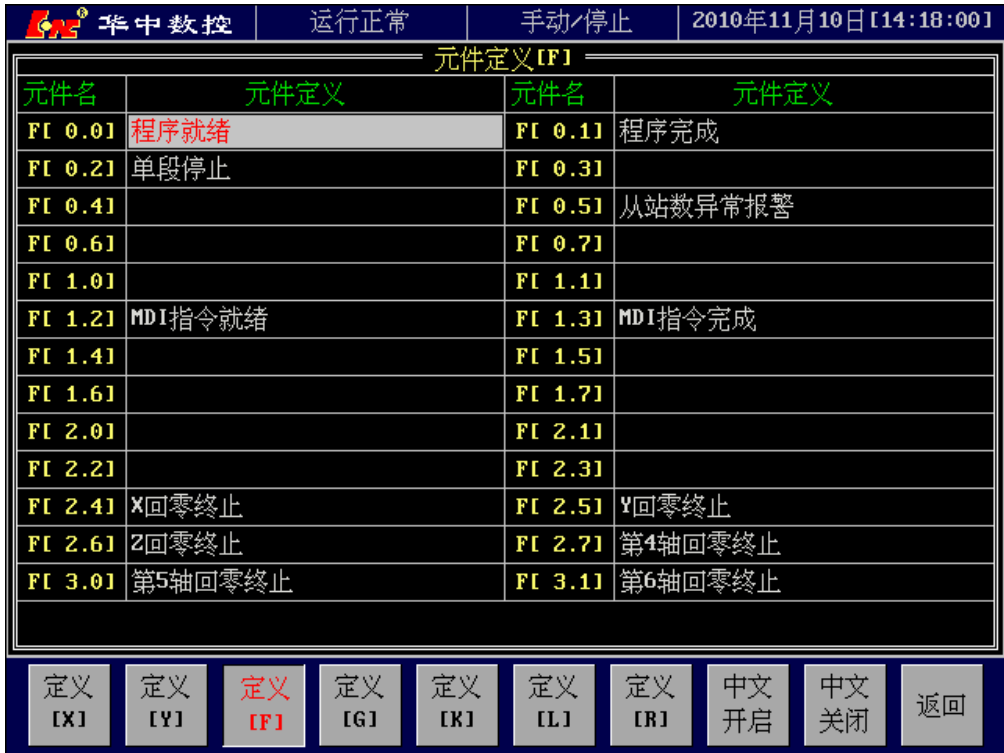 CNC® 华中数控 运行正常 手动/停止 2010年11月10日[14:18:00]
元件定义[F]
元件名 元件定义 元件名 元件定义
F[ 0.0] 程序就绪 F[ 0.1] 程序完成
F[ 0.2] 单段停止 F[ 0.3]
F[ 0.4] F[ 0.5] 从站数异常报警
F[ 0.6] F[ 0.7]
F[ 1.0] F[ 1.1]
F[ 1.2] MDI指令就绪 F[ 1.3] MDI指令完成
F[ 1.4] F[ 1.5]
F[ 1.6] F[ 1.7]
F[ 2.0] F[ 2.1]
F[ 2.2] F[ 2.3]
F[ 2.4] X回零终止 F[ 2.5] Y回零终止
F[ 2.6] Z回零终止 F[ 2.7] 第4轴回零终止
F[ 3.0] 第5轴回零终止 F[ 3.1] 第6轴回零终止
定义 定义 定义 定义 定义 定义 定义 中文 中文 返回
[X] [Y] [F] [G] [K] [L] [R] 开启 关闭